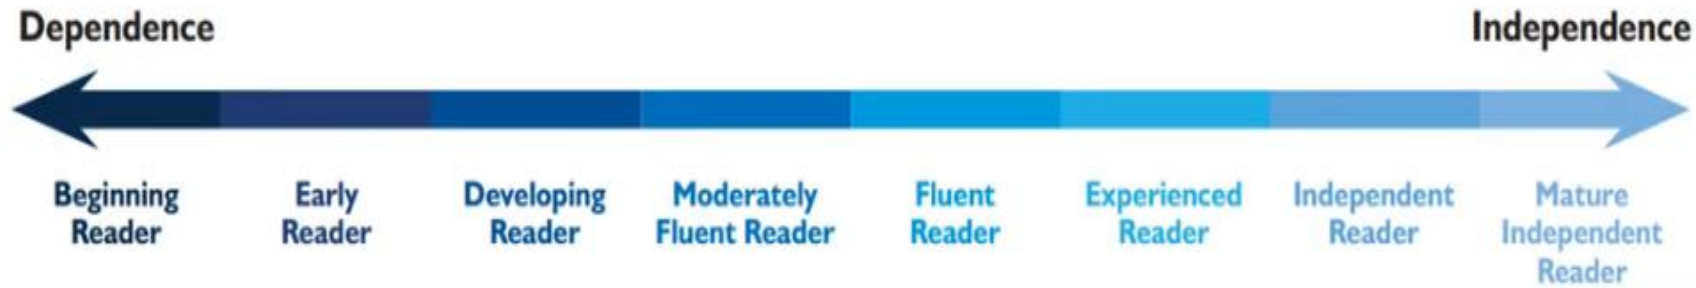 Dependence
Independence
Beginning
Reader
Early
Reader
Developing
Reader
Moderately
Fluent Reader
Fluent
Reader
Experienced
Reader
Independent
Reader
Mature
Independent
Reader